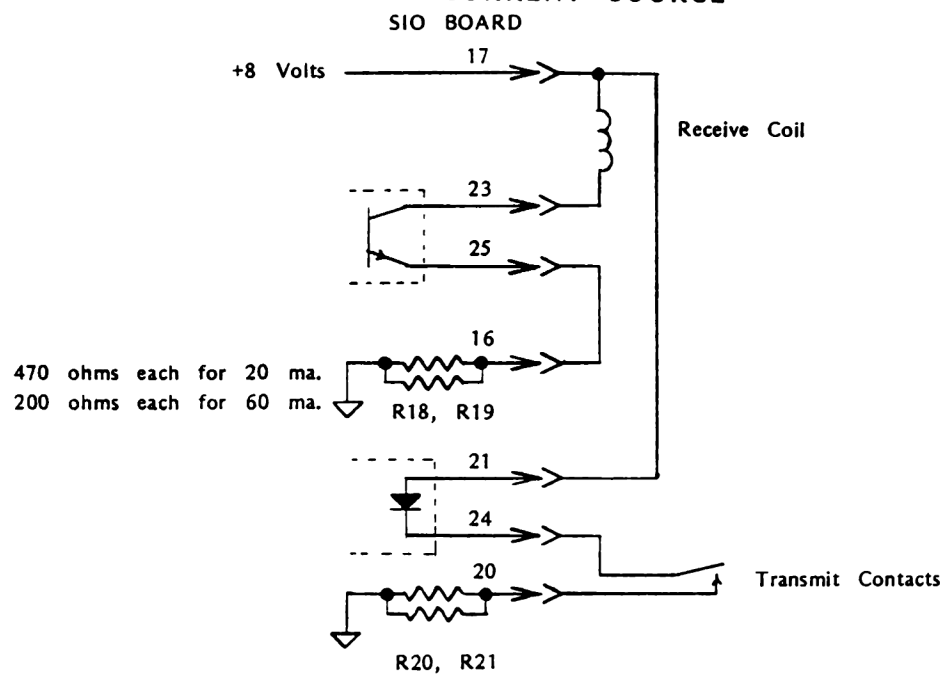 SIO BOARD
17
+8 Volts
Receive Coil
23
25
16
470 ohms each for 20 ma.
200 ohms each for 60 ma.
R18, R19
21
24
20
Transmit Contacts
R20, R21